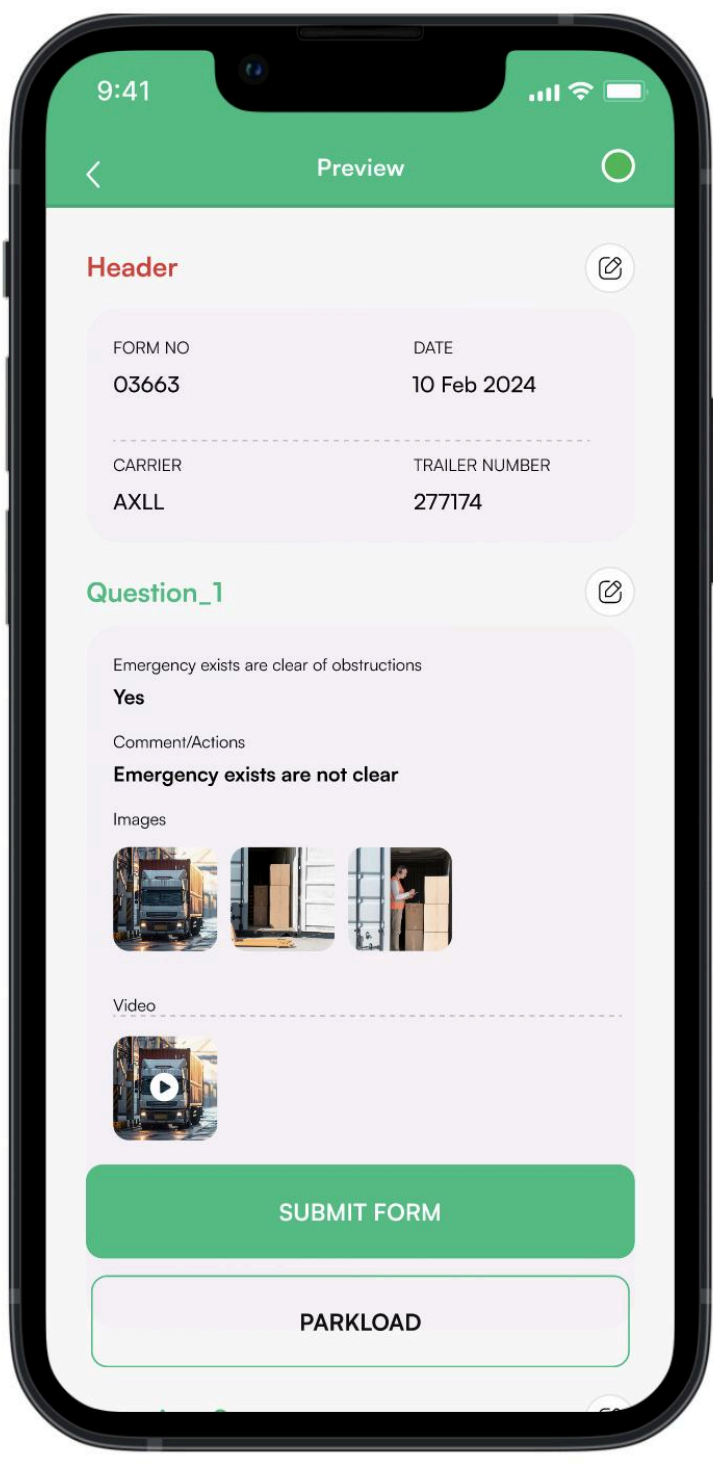 9:41
Preview
Header
FORM NO DATE
03663 10 Feb 2024
CARRIER TRAILER NUMBER
AXLL 277174
Question_1
Emergency exists are clear of obstructions
Yes
Comment/Actions
Emergency exists are not clear
Images
Video
SUBMIT FORM
PARKLOAD